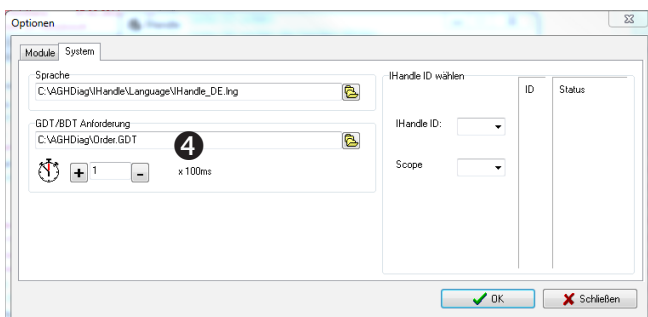 Optionen
IHandle
Module System
Sprache
C:\AGHDiag\IHandle\Language\IHandle_DE.lng
GDT/BDT Anforderung
C:\AGHDiag\Order.GDT
4
+ 1 - x 100ms
IHandle ID wählen
ID Status
IHandle ID:
Scope
OK Schließen